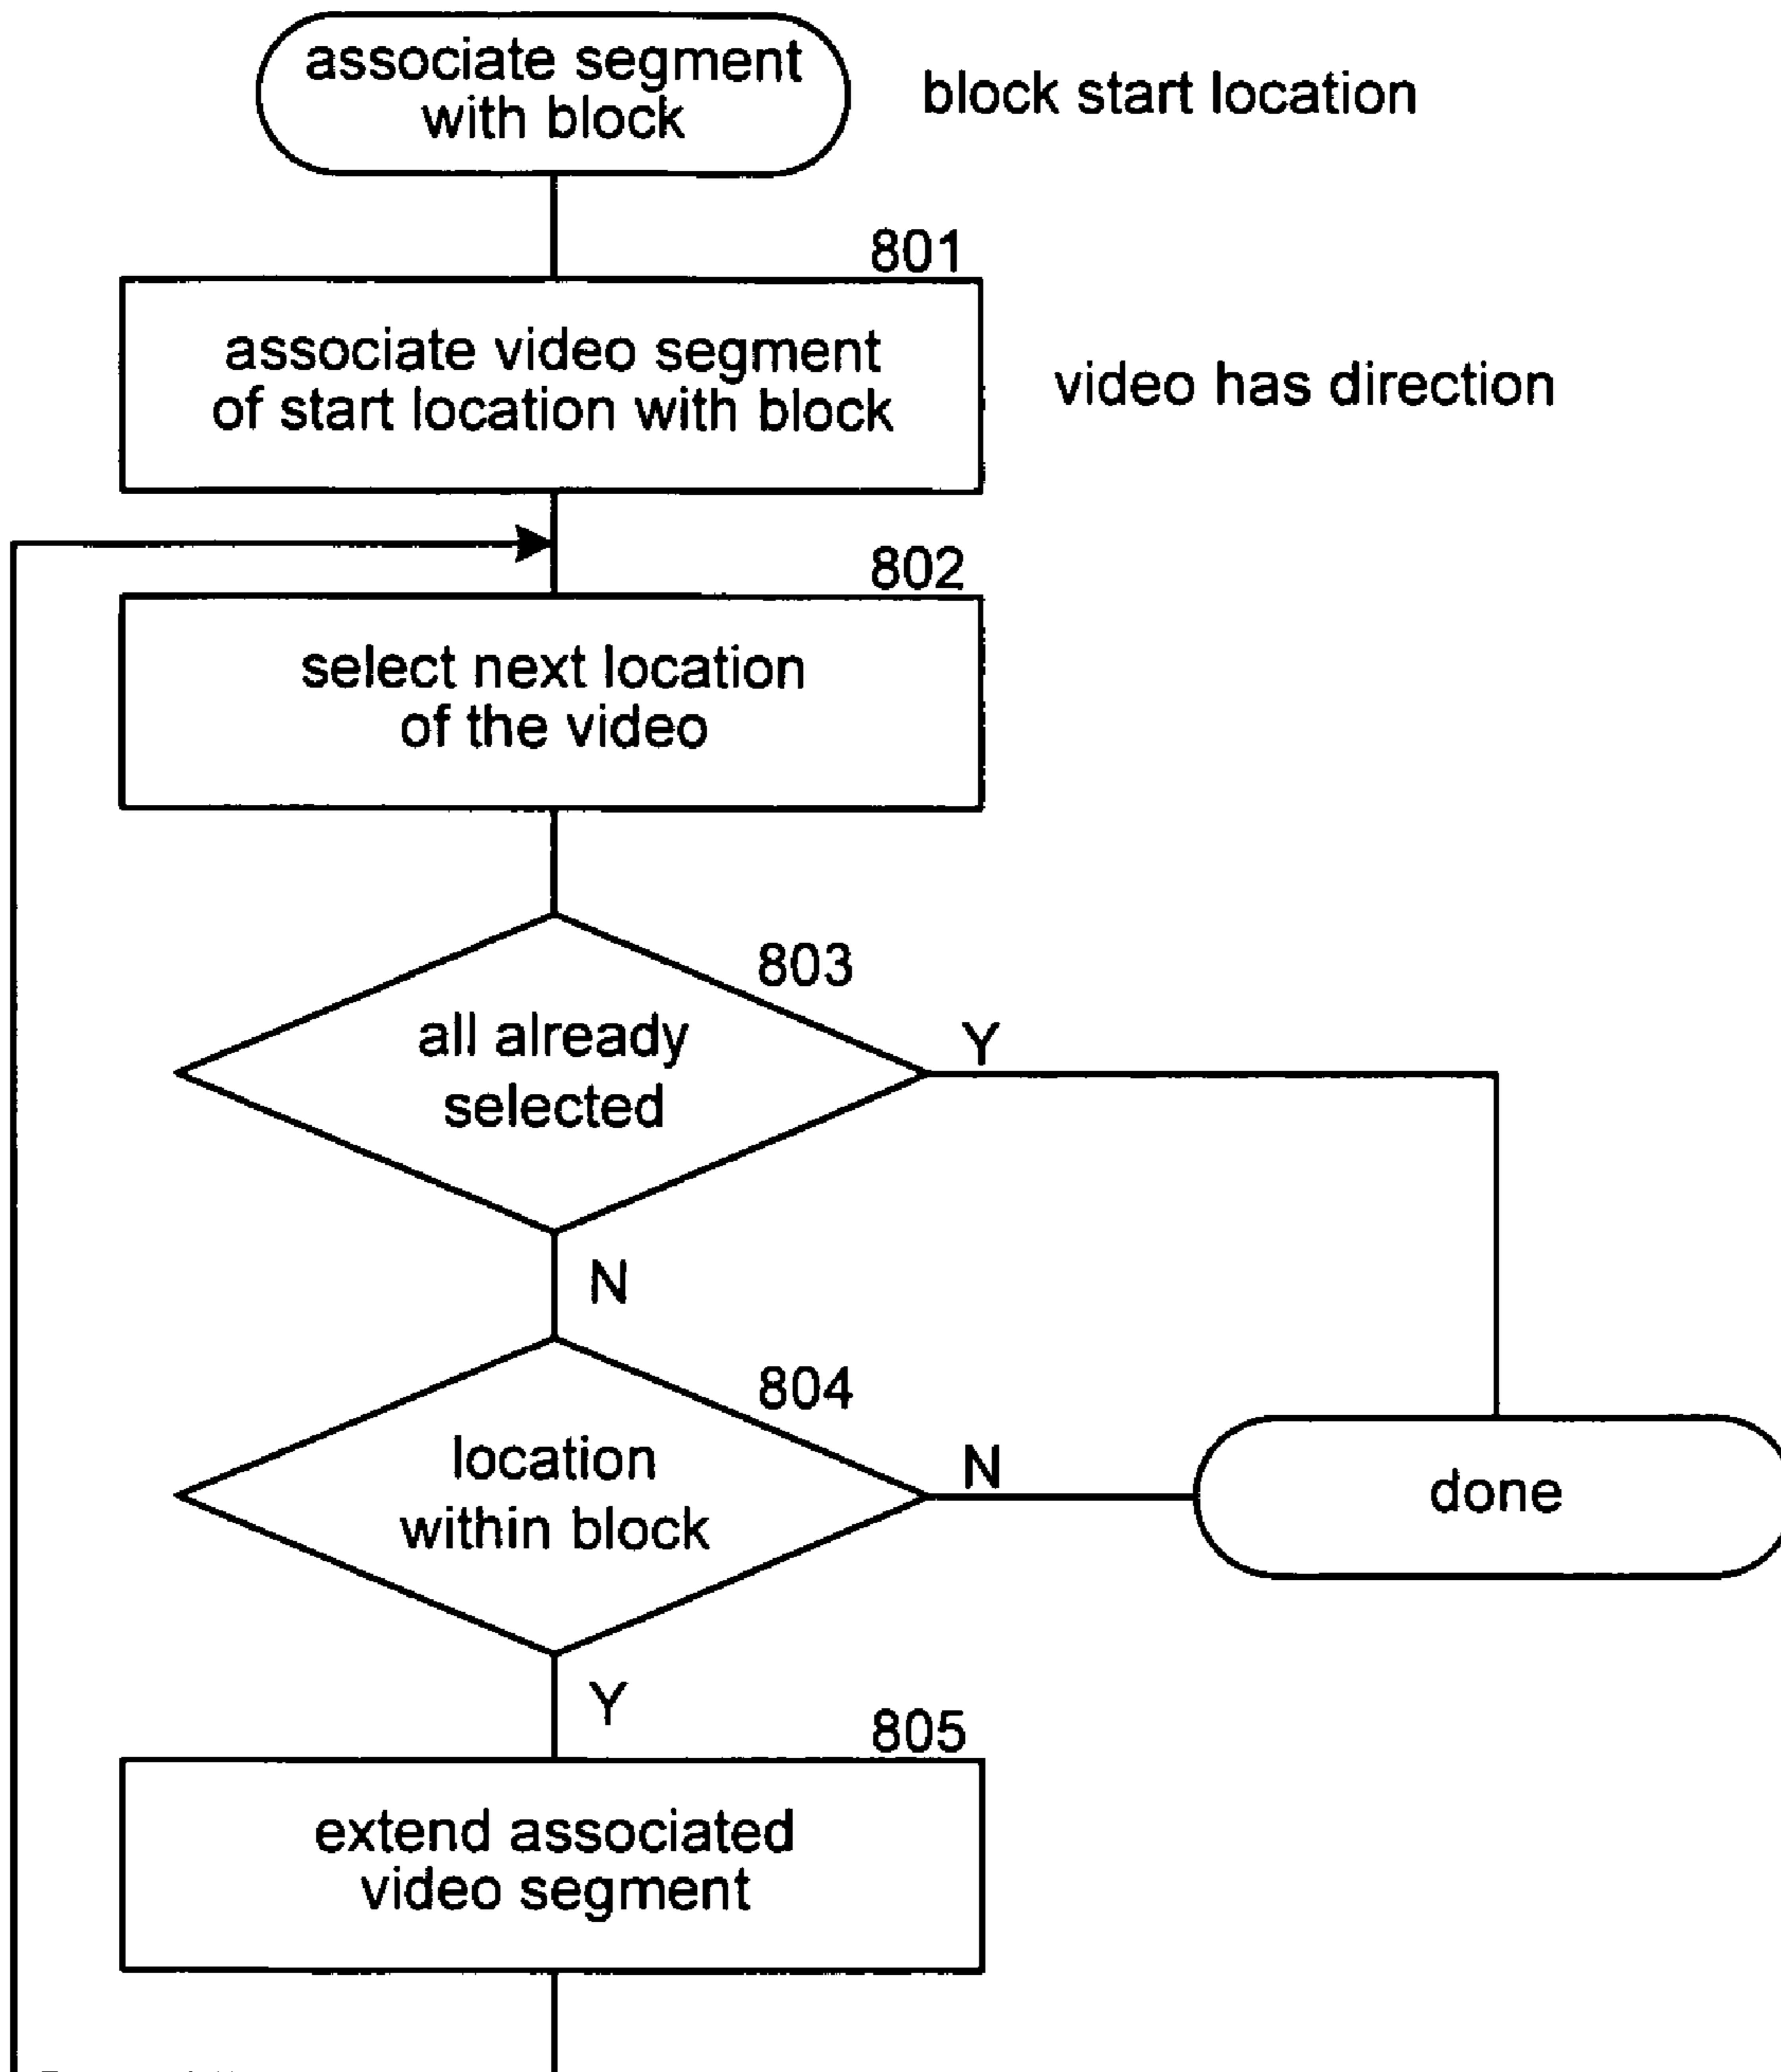 associate segment
with block
block start location
801
associate video segment
of start location with block
video has direction
802
select next location
of the video
803
all already
selected
Y
N
804
location
within block
N
done
Y
805
extend associated
video segment